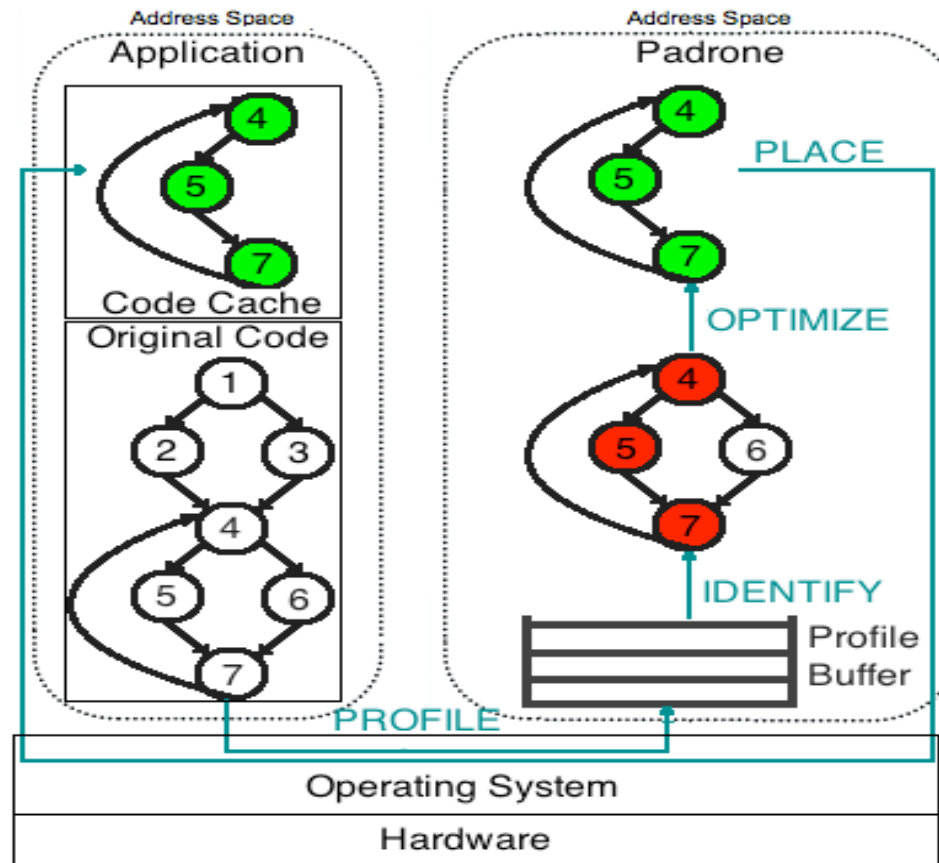 Address Space
Application
4
5
7
Code Cache
Original Code
1
2
3
4
5
6
7
Address Space
Padrone
4
PLACE
5
7
OPTIMIZE
4
5
6
7
IDENTIFY
Profile
Buffer
PROFILE
Operating System
Hardware